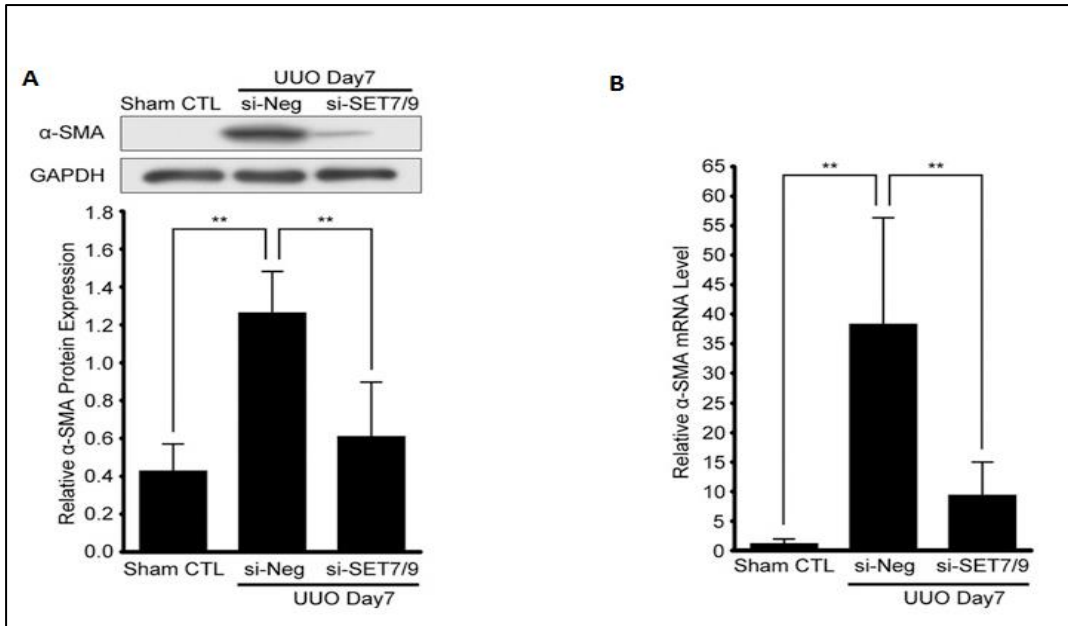 A
UUO Day7
Sham CTL si-Neg si-SET7/9
α-SMA
GAPDH
Relative α-SMA Protein Expression
1.8
1.6
1.4
1.2
1.0
0.8
0.6
0.4
0.2
0.0
** **
Sham CTL si-Neg si-SET7/9
UUO Day7
B
Relative α-SMA mRNA Level
65
60
55
50
45
40
35
30
25
20
15
10
5
0
** **
Sham CTL si-Neg si-SET7/9
UUO Day7